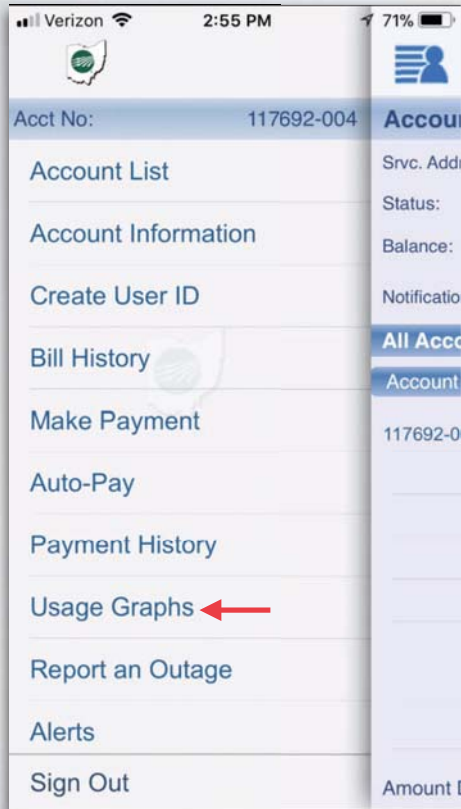 Verizon 2:55 PM 71%
Acct No: 117692-004
Account List
Account Information
Create User ID
Bill History
Make Payment
Auto-Pay
Payment History
Usage Graphs
Report an Outage
Alerts
Sign Out
Accoun
Srvc. Addr
Status:
Balance:
Notificatio
All Acco
Account
117692-0
Amount